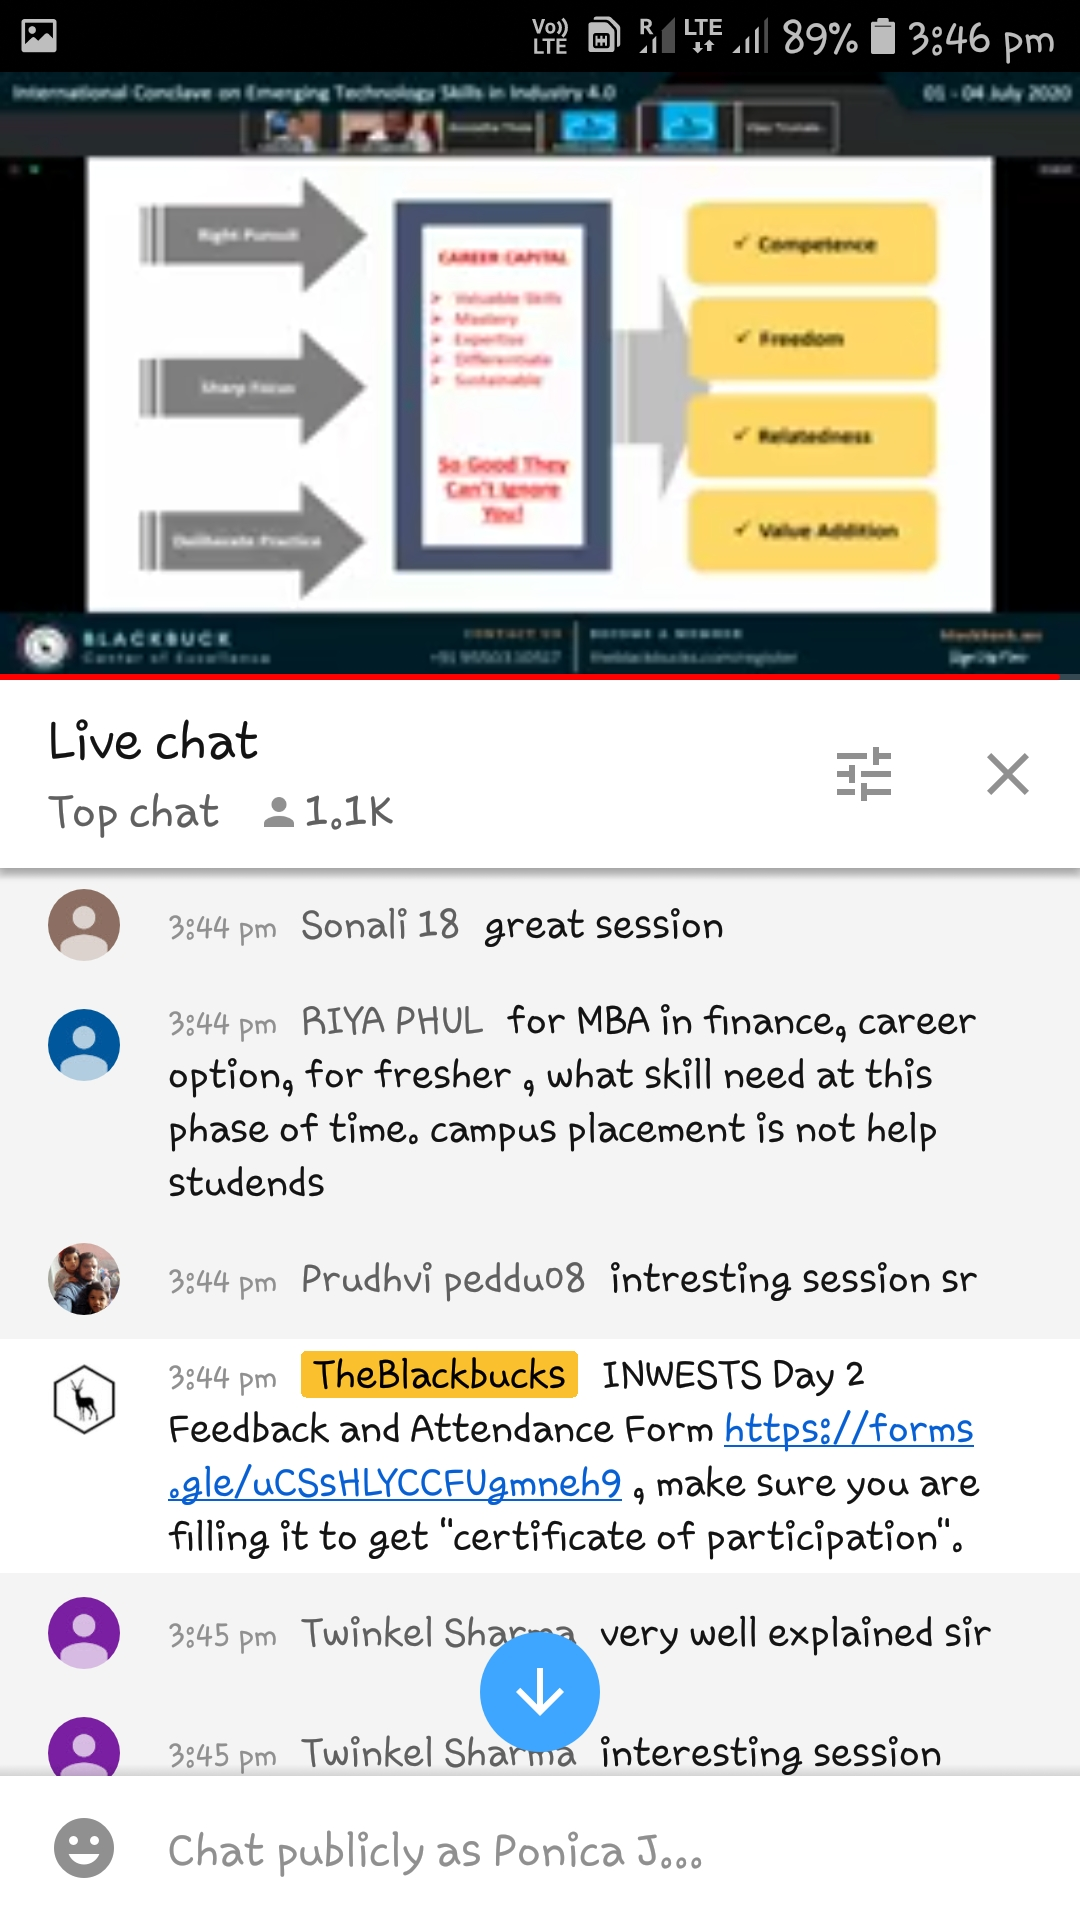 Vo)) LTE R LTE 89% 3:46 pm
International Conclave on Emerging Technology Skills in Industry 4.0 01 - 04 July 2020
Right Pursuit
Sharp Focus
Deliberate Practice
CAREER CAPITAL
➤ Valuable Skills
➤ Mastery
➤ Expertise
➤ Differentiate
➤ Sustainable
So Good They
Can't Ignore
You!
✓ Competence
✓ Freedom
✓ Relatedness
✓ Value Addition
BLACKBUCK
Center of Excellence
CONTACT US
BECOME A MEMBER
theblackbucks.com/register
Live chat
Top chat 1.1K
3:44 pm Sonali 18 great session
3:44 pm RIYA PHUL for MBA in finance, career
option, for fresher , what skill need at this
phase of time. campus placement is not help
studends
3:44 pm Prudhvi peddu08 intresting session sr
3:44 pm TheBlackbucks INWESTS Day 2
Feedback and Attendance Form https://forms
.gle/uCSsHLYCCFUgmneh9 , make sure you are
filling it to get "certificate of participation".
3:45 pm Twinkel Sharma very well explained sir
3:45 pm Twinkel Sharma interesting session
Chat publicly as Ponica J...